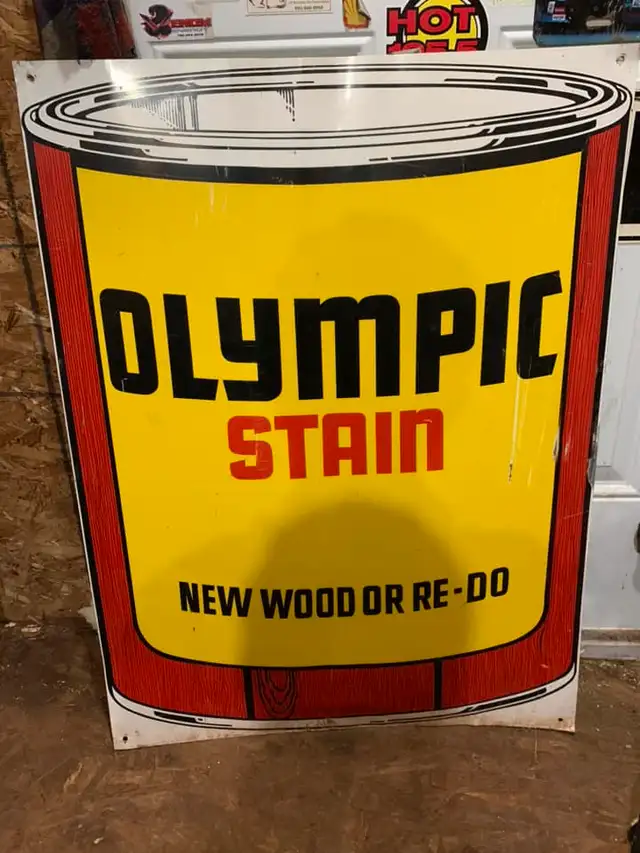 HOT
OLYMPIC
STAIN
NEW WOOD OR RE-DO